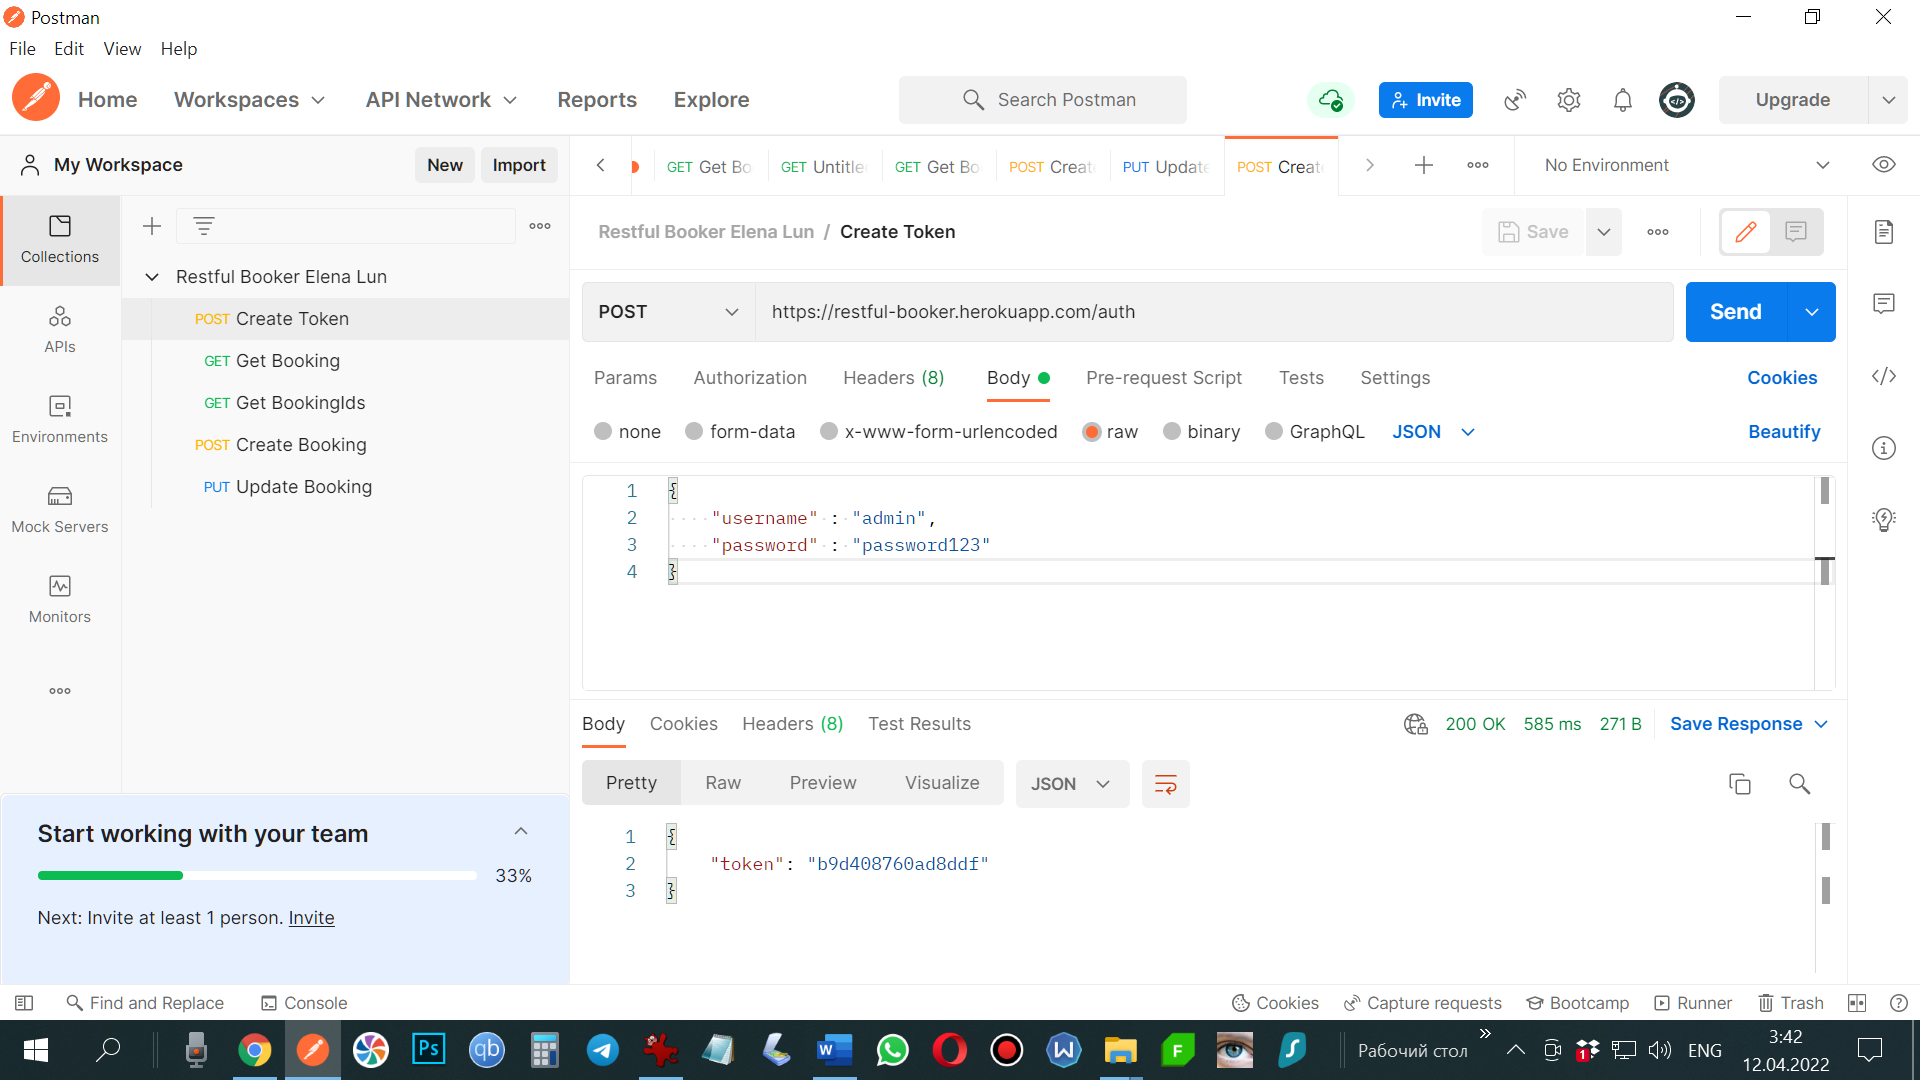 Postman
File Edit View Help
Home Workspaces API Network Reports Explore Search Postman Invite Upgrade
My Workspace New Import
GET Get Bo GET Untitle GET Get Bo POST Creat PUT Update POST Creat No Environment
Collections
APIs
Environments
Mock Servers
Monitors
Restful Booker Elena Lun
POST Create Token
GET Get Booking
GET Get BookingIds
POST Create Booking
PUT Update Booking
Restful Booker Elena Lun / Create Token Save
POST https://restful-booker.herokuapp.com/auth Send
Params Authorization Headers (8) Body Pre-request Script Tests Settings Cookies
none form-data x-www-form-urlencoded raw binary GraphQL JSON Beautify
1 {
2 "username" : "admin",
3 "password" : "password123"
4 }
Body Cookies Headers (8) Test Results 200 OK 585 ms 271 B Save Response
Pretty Raw Preview Visualize JSON
1 {
2 "token": "b9d408760ad8ddf"
3 }
Start working with your team
33%
Next: Invite at least 1 person. Invite
Find and Replace Console Cookies Capture requests Bootcamp Runner Trash
Ps qb W F Рабочий стол » 1 ENG 3:42
12.04.2022